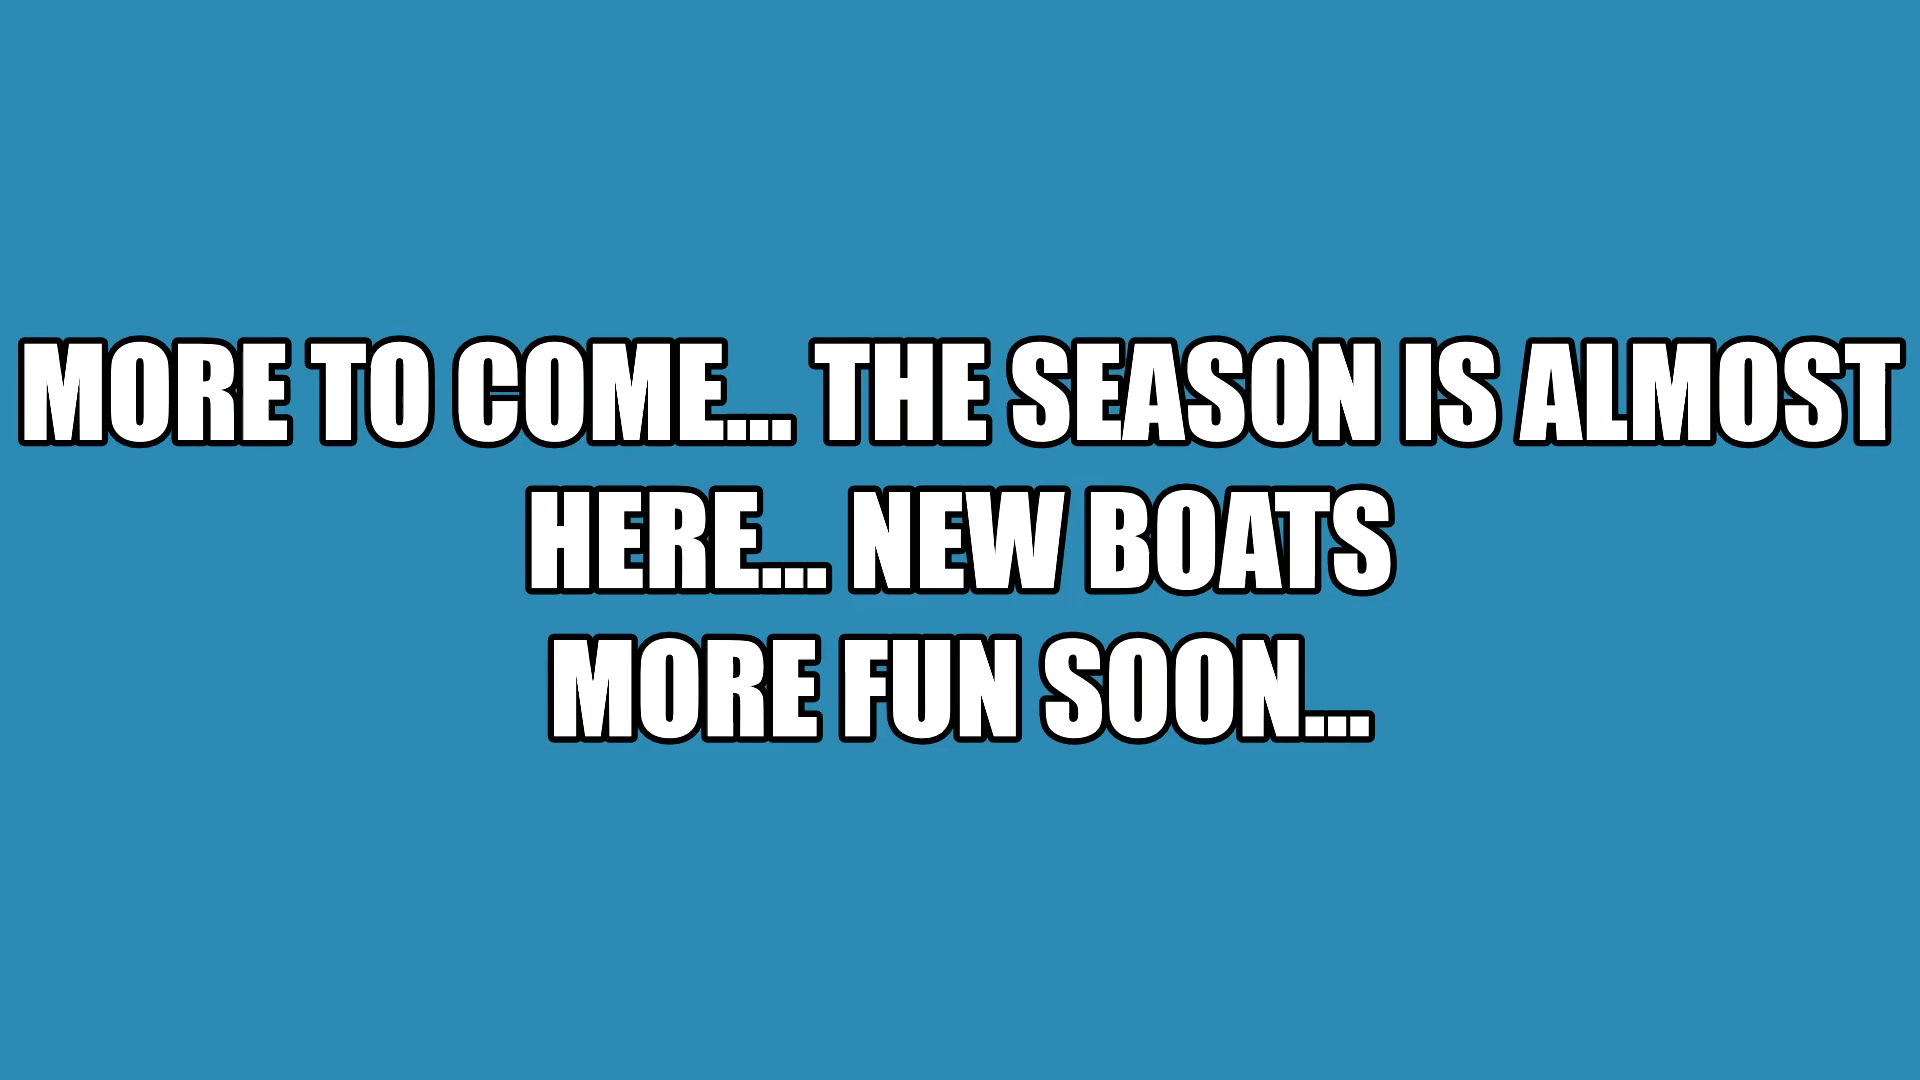 MORE TO COME... THE SEASON IS ALMOST
HERE... NEW BOATS
MORE FUN SOON...